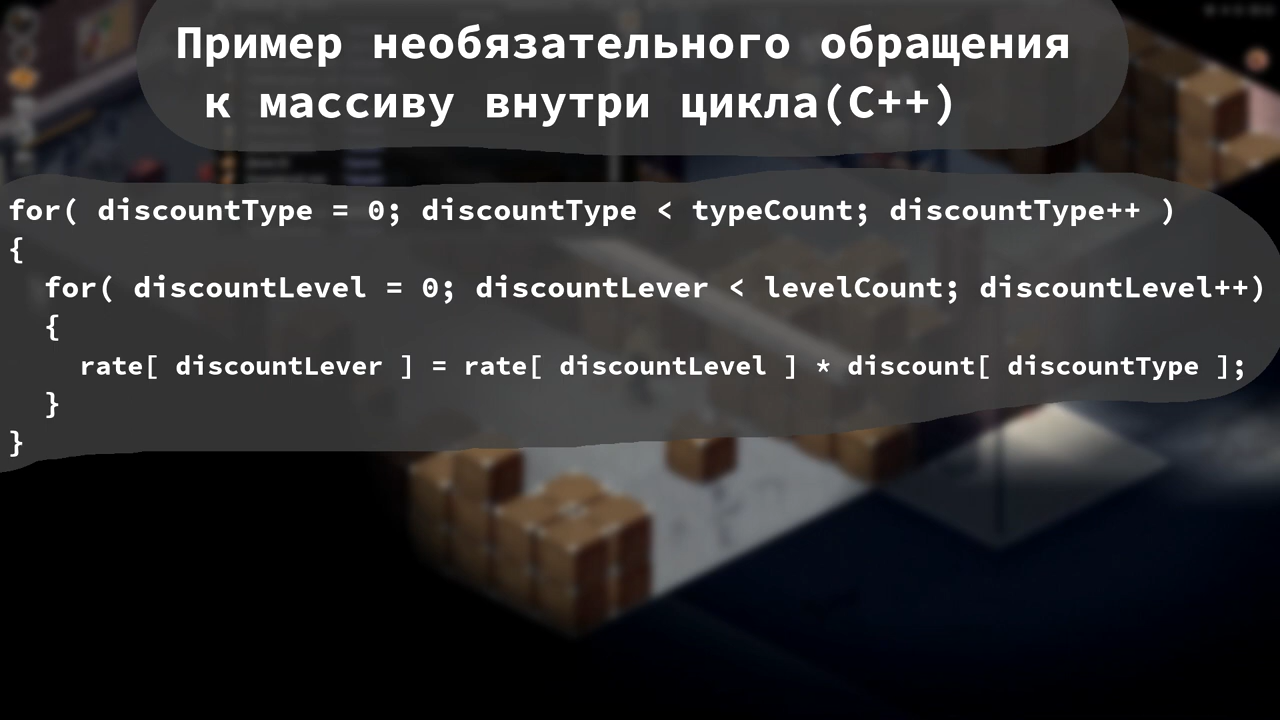 Пример необязательного обращения
к массиву внутри цикла(C++)
for( discountType = 0; discountType < typeCount; discountType++ )
{
for( discountLevel = 0; discountLever < levelCount; discountLevel++)
{
rate[ discountLever ] = rate[ discountLevel ] * discount[ discountType ];
}
}